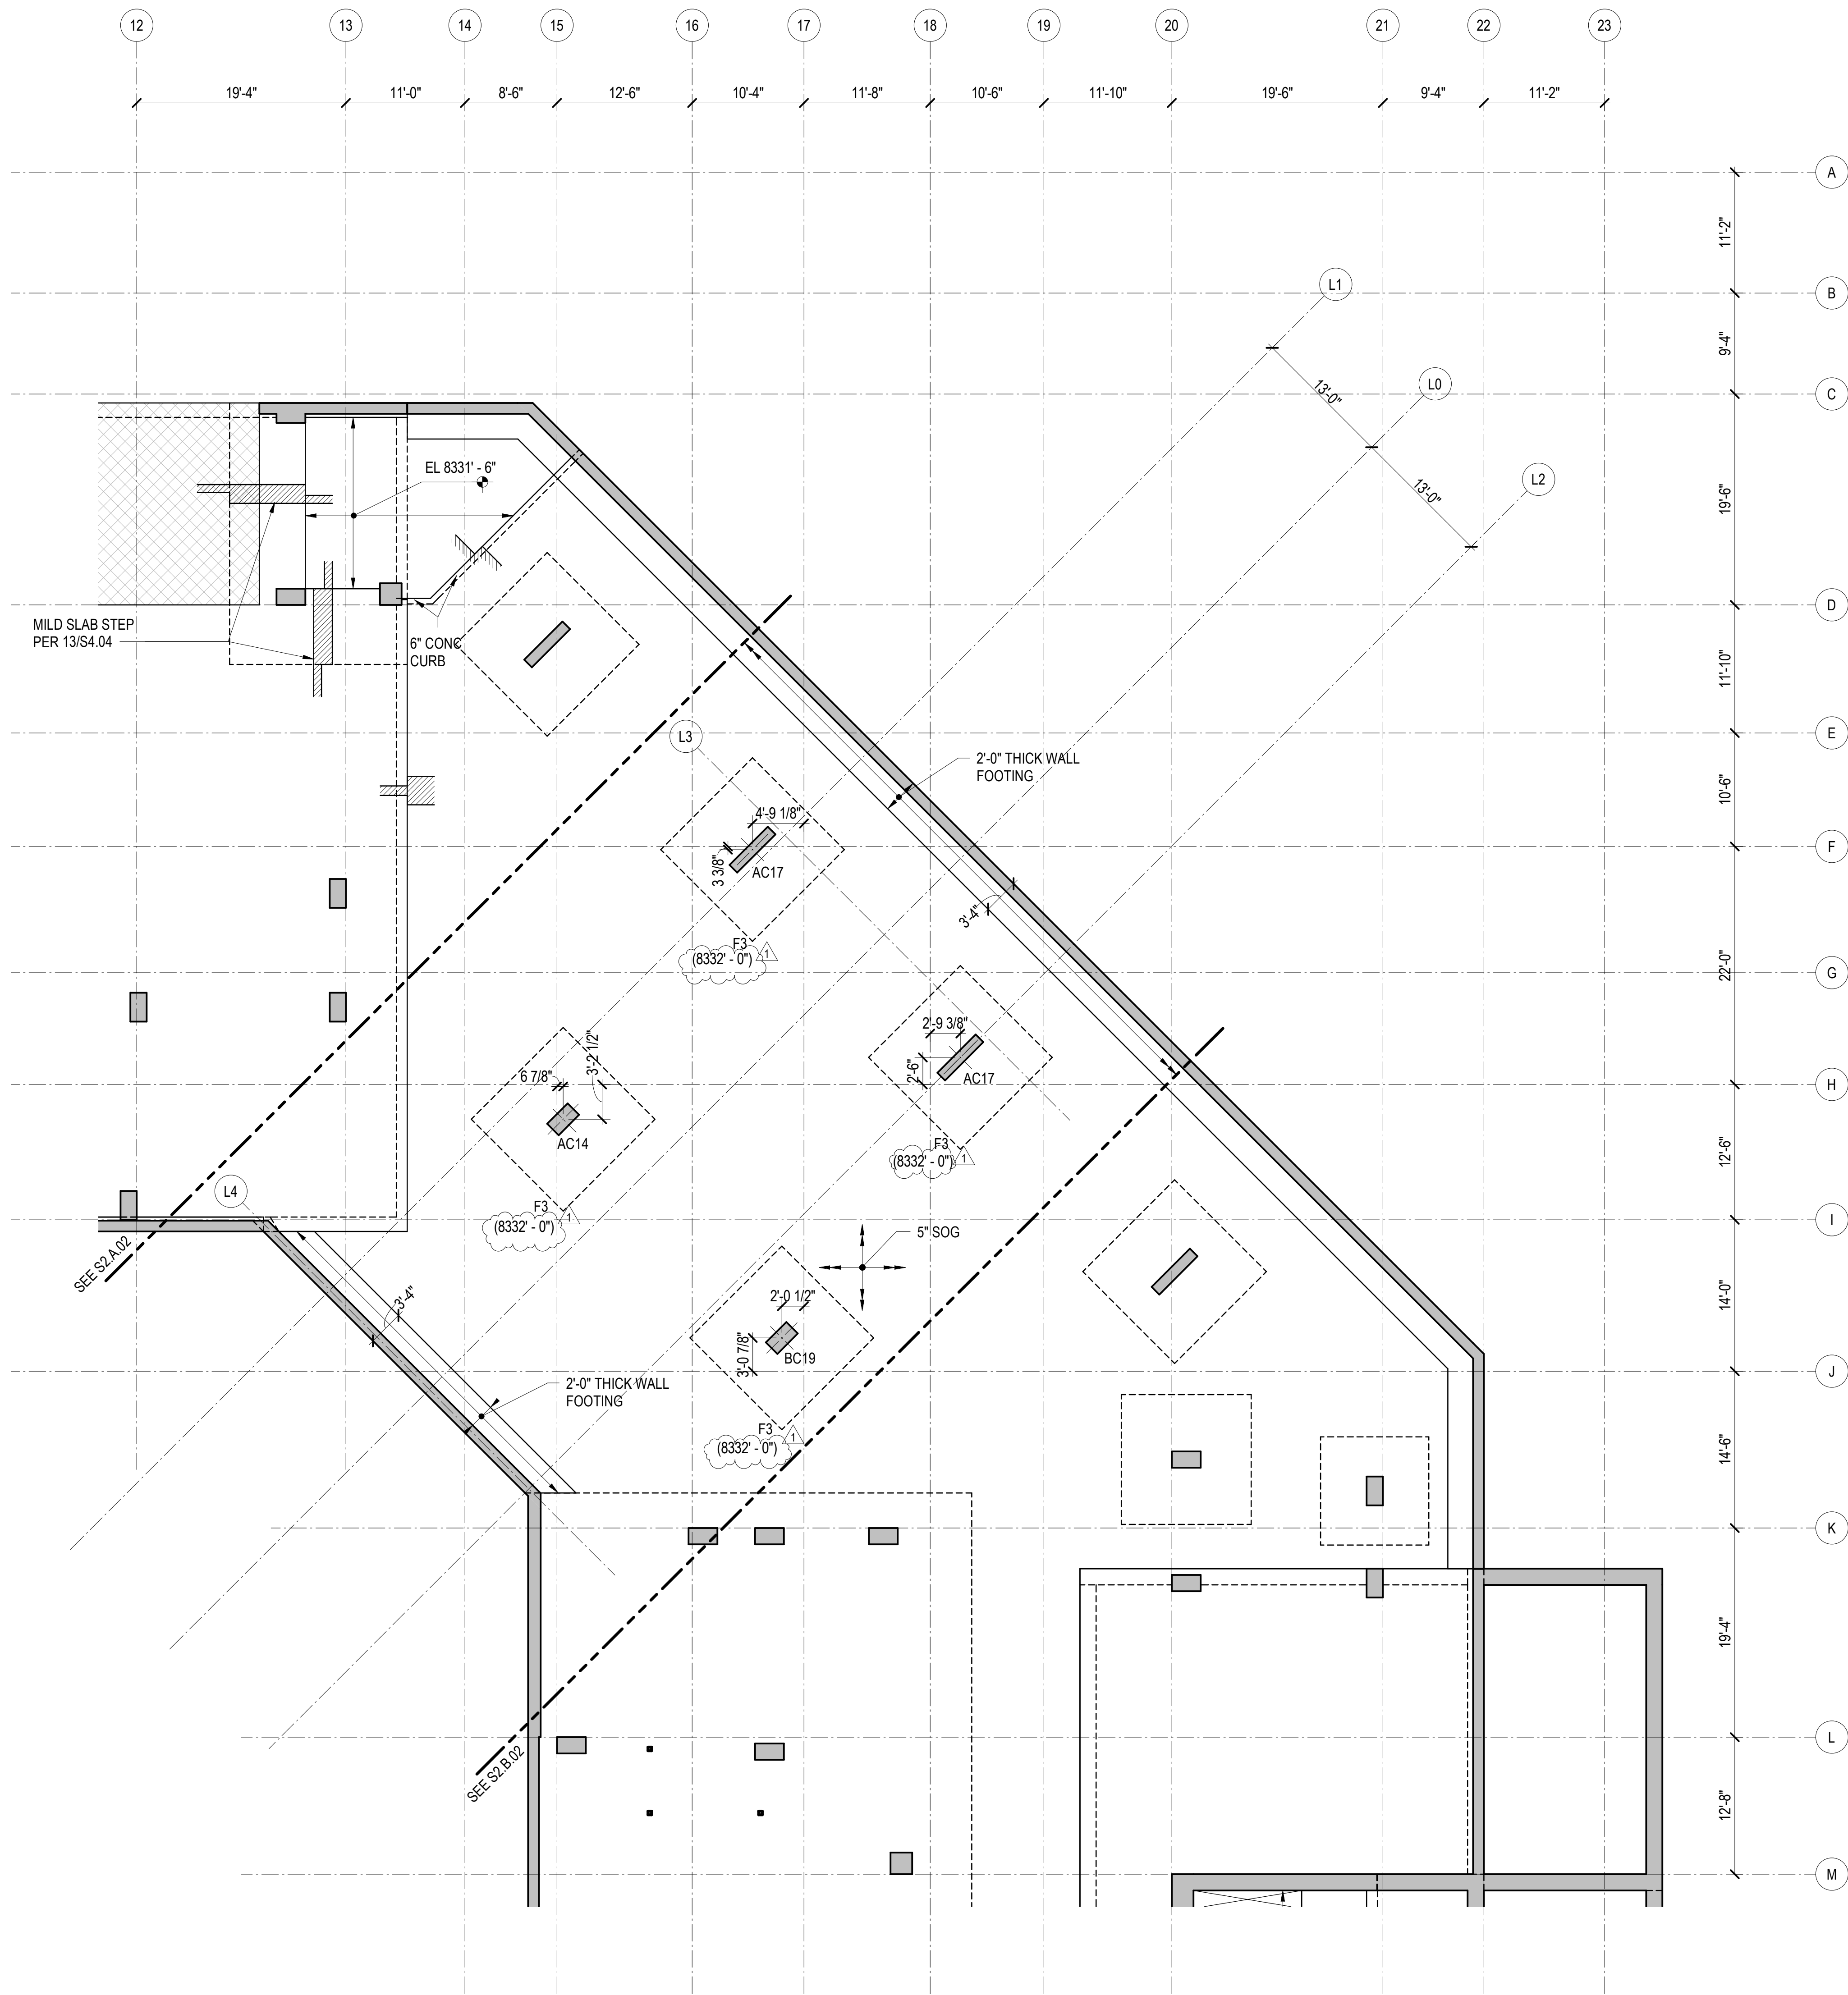 12
13
14
15
16
17
18
19
20
21
22
23
19'-4"
11'-0"
8'-6"
12'-6"
10'-4"
11'-8"
10'-6"
11'-10"
19'-6"
9'-4"
11'-2"
A
11'-2"
B
9'-4"
C
19'-6"
D
11'-10"
E
10'-6"
F
22'-0"
G
H
12'-6"
I
14'-0"
J
14'-6"
K
19'-4"
L
12'-8"
M
L1
L0
L2
13'-0"
13'-0"
EL 8331' - 6"
MILD SLAB STEP
PER 13/S4.04
6" CONC
CURB
L3
2'-0" THICK WALL
FOOTING
4'-9 1/8"
3 3/8"
AC17
3'-4"
F3
(8332' - 0")
1
2'-9 3/8"
2'-6"
AC17
F3
(8332' - 0")
1
6 7/8"
3'-2 1/2"
AC14
F3
(8332' - 0")
1
L4
SEE S2.A.02
5" SOG
3'-4"
2'-0 1/2"
3'-0 7/8"
BC19
2'-0" THICK WALL
FOOTING
F3
(8332' - 0")
1
SEE S2.B.02